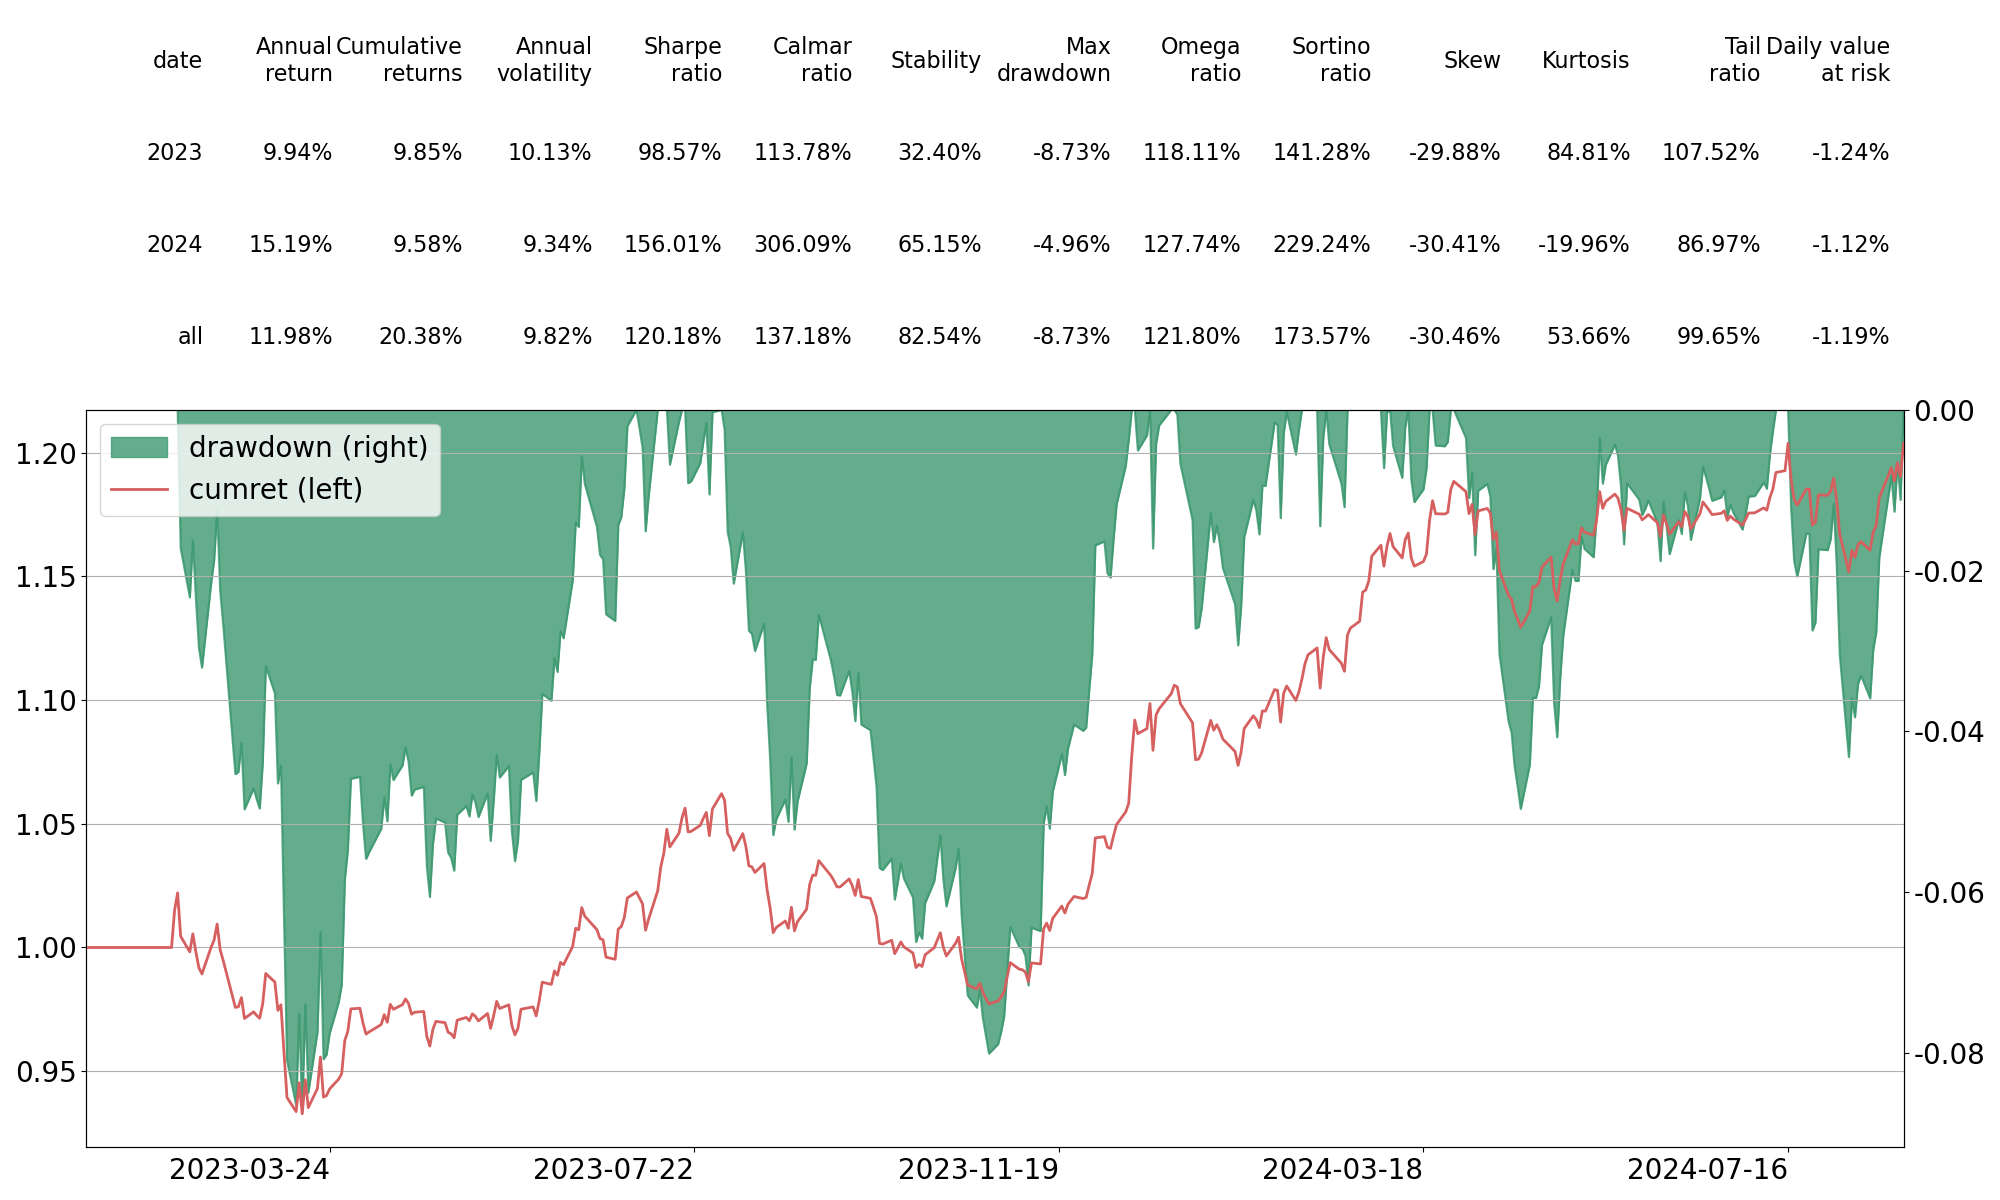 date Annual return Cumulative returns Annual volatility Sharpe ratio Calmar ratio Stability Max drawdown Omega ratio Sortino ratio Skew Kurtosis Tail ratio Daily value at risk
2023 9.94% 9.85% 10.13% 98.57% 113.78% 32.40% -8.73% 118.11% 141.28% -29.88% 84.81% 107.52% -1.24%
2024 15.19% 9.58% 9.34% 156.01% 306.09% 65.15% -4.96% 127.74% 229.24% -30.41% -19.96% 86.97% -1.12%
all 11.98% 20.38% 9.82% 120.18% 137.18% 82.54% -8.73% 121.80% 173.57% -30.46% 53.66% 99.65% -1.19%
drawdown (right)
cumret (left)
1.20
1.15
1.10
1.05
1.00
0.95
0.00
-0.02
-0.04
-0.06
-0.08
2023-03-24 2023-07-22 2023-11-19 2024-03-18 2024-07-16